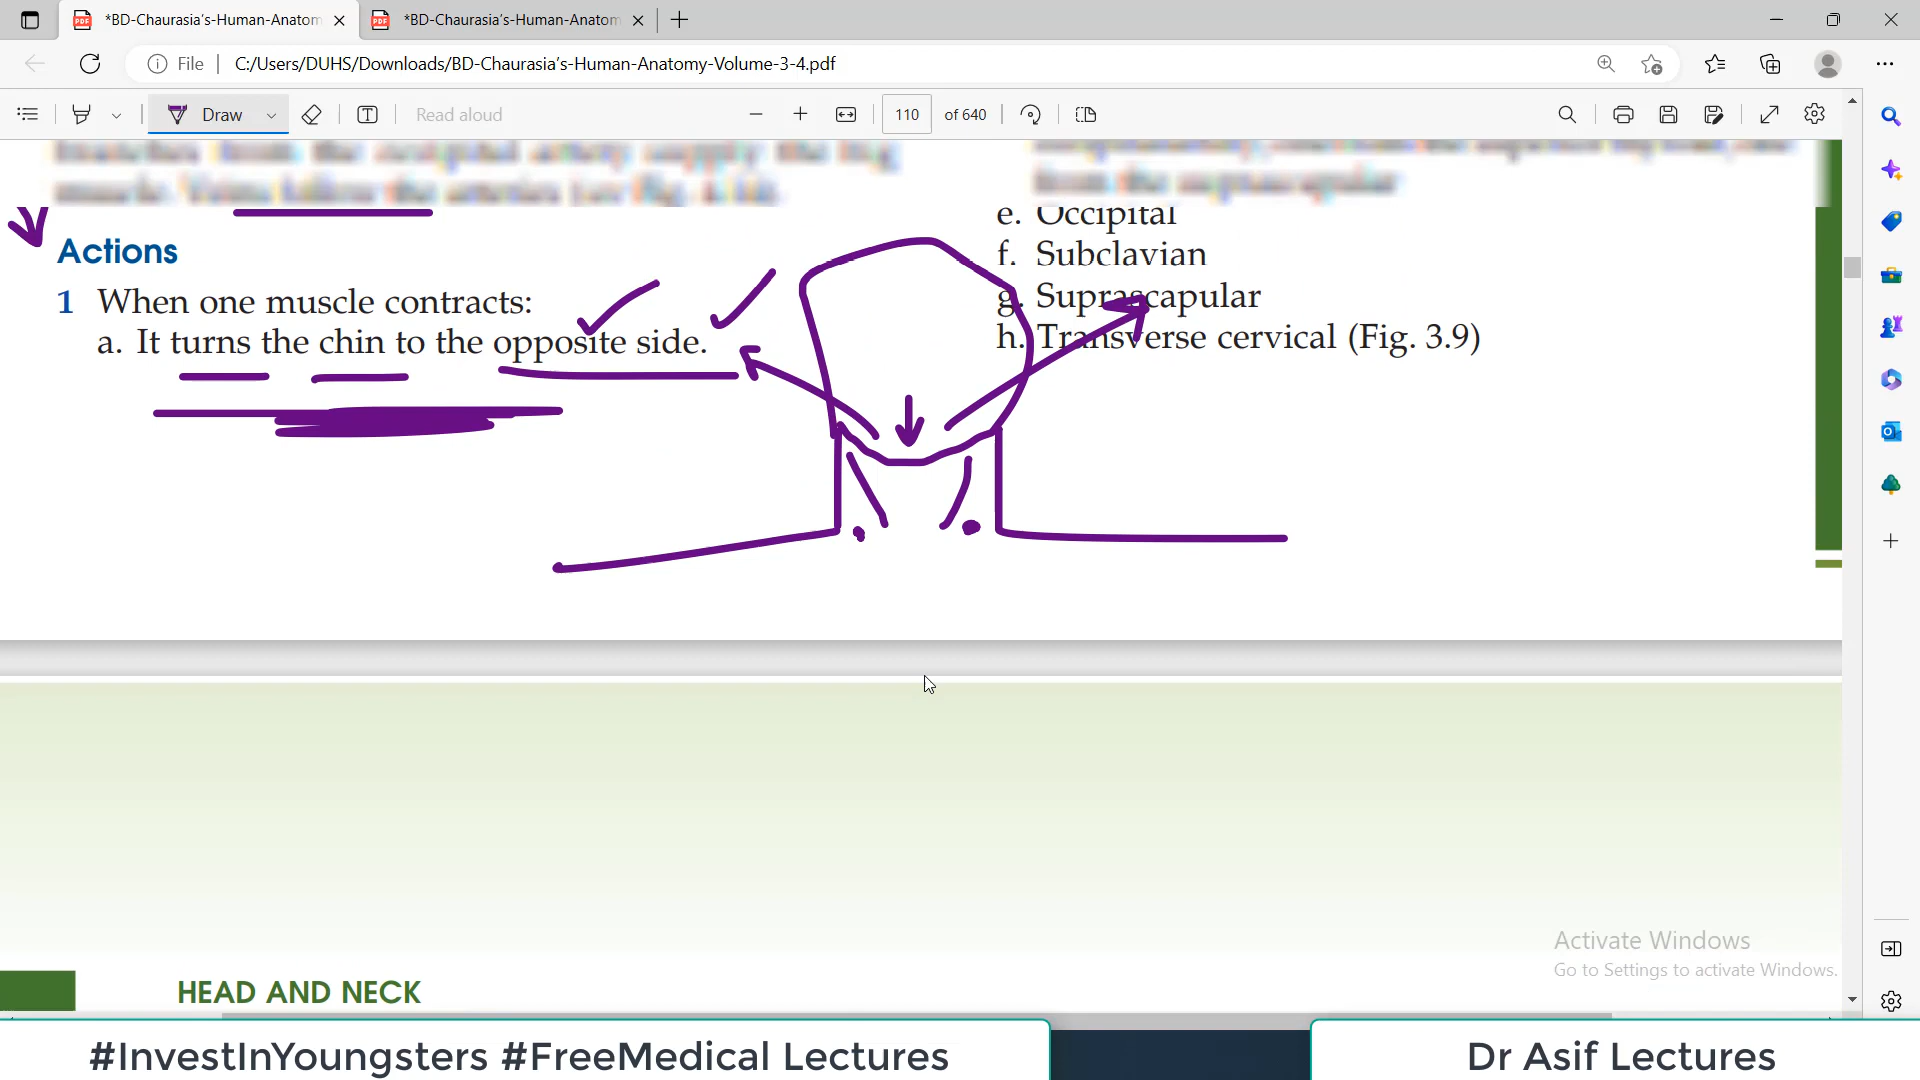 *BD-Chaurasia's-Human-Anatom
*BD-Chaurasia's-Human-Anatom
File
C:/Users/DUHS/Downloads/BD-Chaurasia's-Human-Anatomy-Volume-3-4.pdf
Draw
Read aloud
110 of 640
Actions
1 When one muscle contracts:
a. It turns the chin to the opposite side.
e. Occipital
f. Subclavian
g. Suprascapular
h. Transverse cervical (Fig. 3.9)
HEAD AND NECK
Activate Windows
Go to Settings to activate Windows.
#InvestInYoungsters #FreeMedical Lectures
Dr Asif Lectures